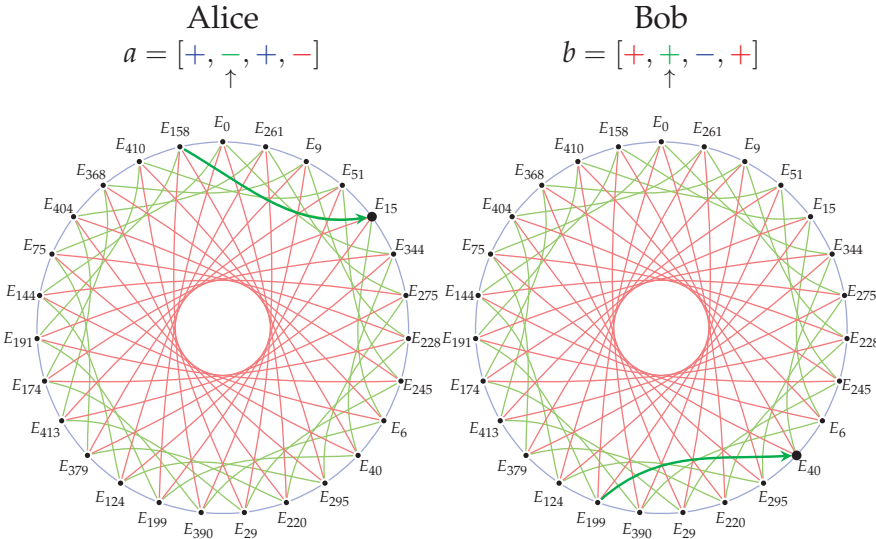 Alice
a = [+, −, +, −]
↑
E0
E261
E9
E51
E15
E344
E275
E228
E245
E6
E40
E295
E220
E29
E390
E199
E124
E379
E413
E174
E191
E144
E75
E404
E368
E410
E158
Bob
b = [+, +, −, +]
↑
E0
E261
E9
E51
E15
E344
E275
E228
E245
E6
E40
E295
E220
E29
E390
E199
E124
E379
E413
E174
E191
E144
E75
E404
E368
E410
E158